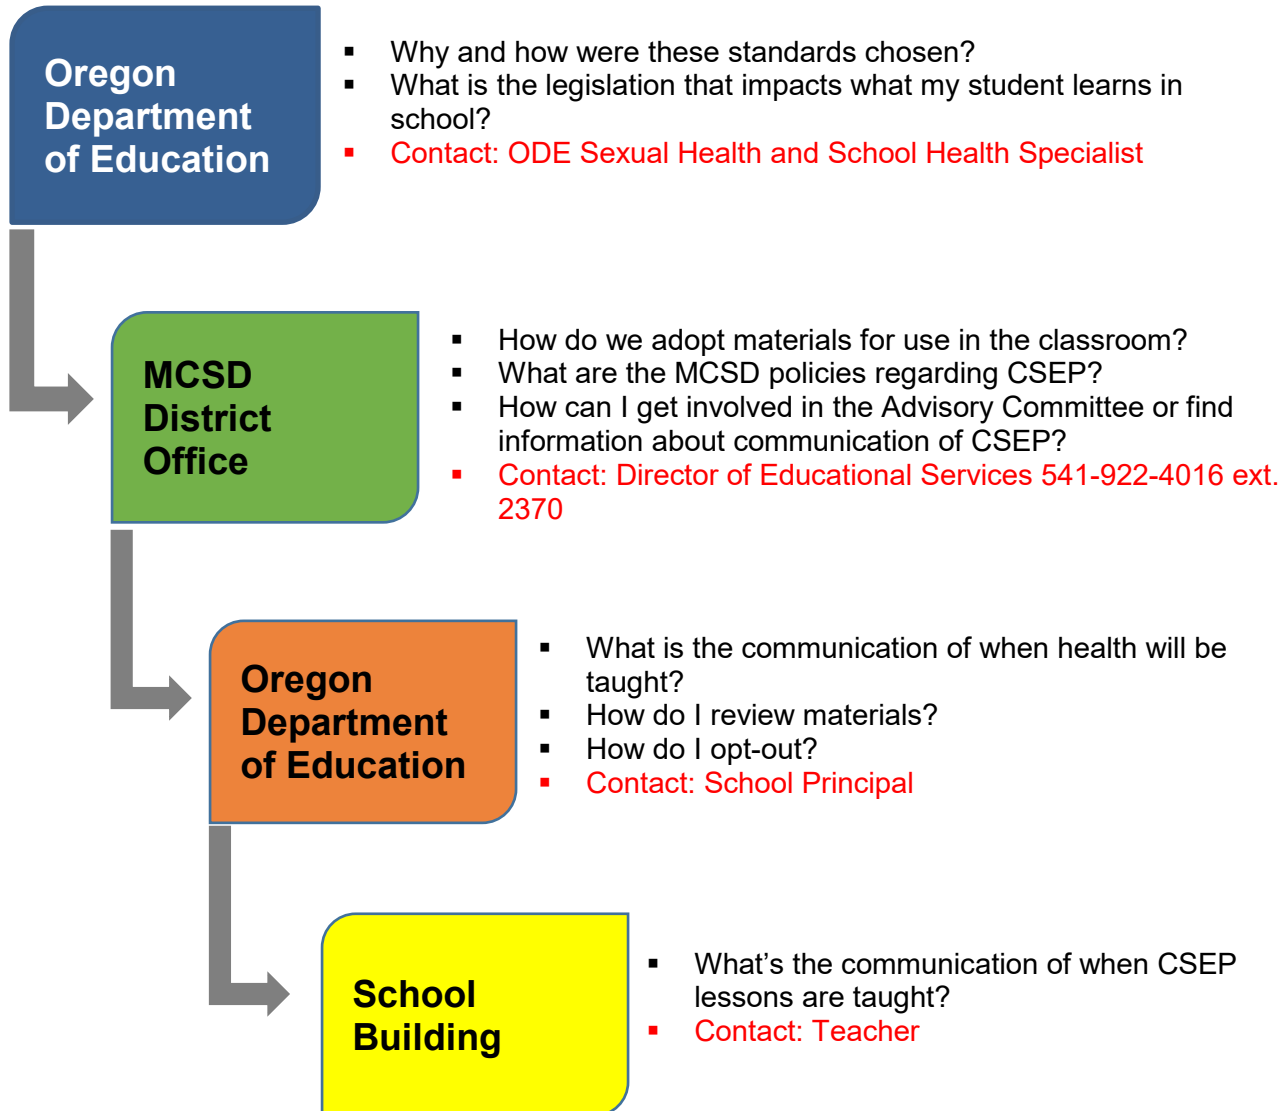 Oregon
Department
of Education
▪ Why and how were these standards chosen?
▪ What is the legislation that impacts what my student learns in
school?
▪ Contact: ODE Sexual Health and School Health Specialist
MCSD
District
Office
▪ How do we adopt materials for use in the classroom?
▪ What are the MCSD policies regarding CSEP?
▪ How can I get involved in the Advisory Committee or find
information about communication of CSEP?
▪ Contact: Director of Educational Services 541-922-4016 ext.
2370
Oregon
Department
of Education
▪ What is the communication of when health will be
taught?
▪ How do I review materials?
▪ How do I opt-out?
▪ Contact: School Principal
School
Building
▪ What’s the communication of when CSEP
lessons are taught?
▪ Contact: Teacher